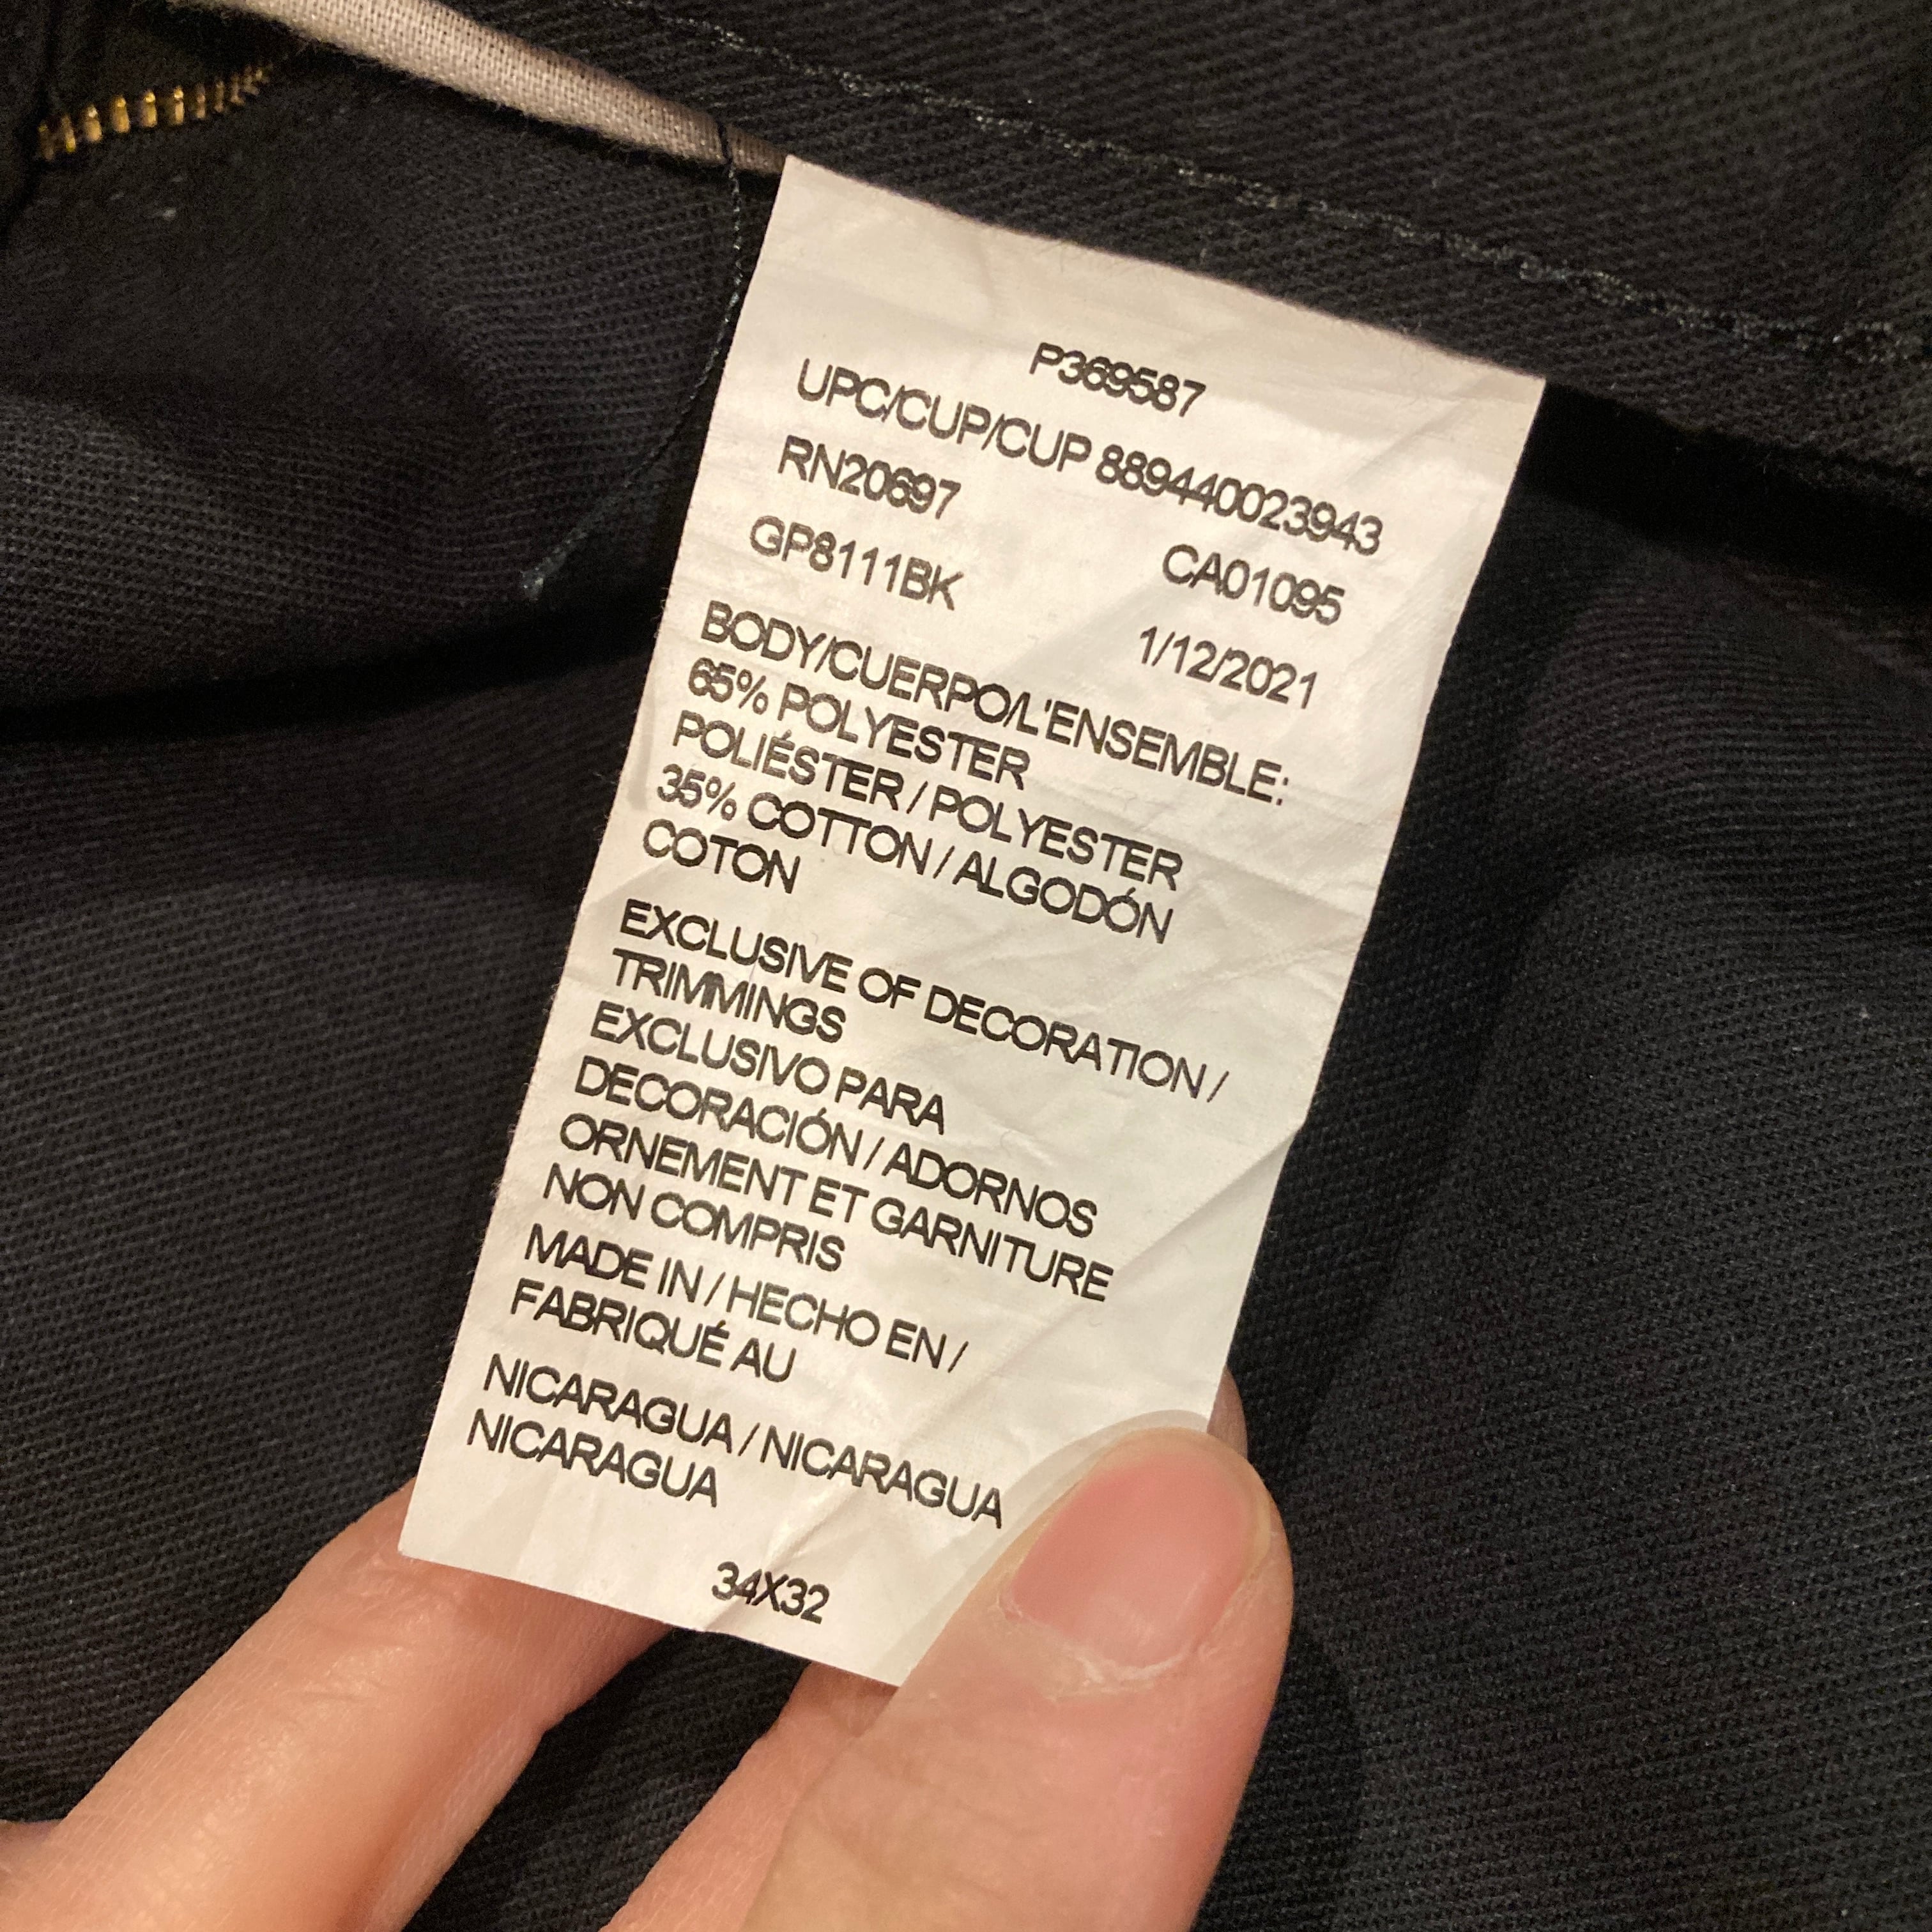 P369587
UPC/CUP/CUP 889440023943
RN20697 CA01095
GP8111BK 1/12/2021
BODY/CUERPO/L'ENSEMBLE:
65% POLYESTER
POLIÉSTER / POLYESTER
35% COTTON / ALGODÓN
COTON
EXCLUSIVE OF DECORATION /
TRIMMINGS
EXCLUSIVO PARA
DECORACIÓN / ADORNOS
ORNEMENT ET GARNITURE
NON COMPRIS
MADE IN / HECHO EN /
FABRIQUÉ AU
NICARAGUA / NICARAGUA
NICARAGUA
34X32